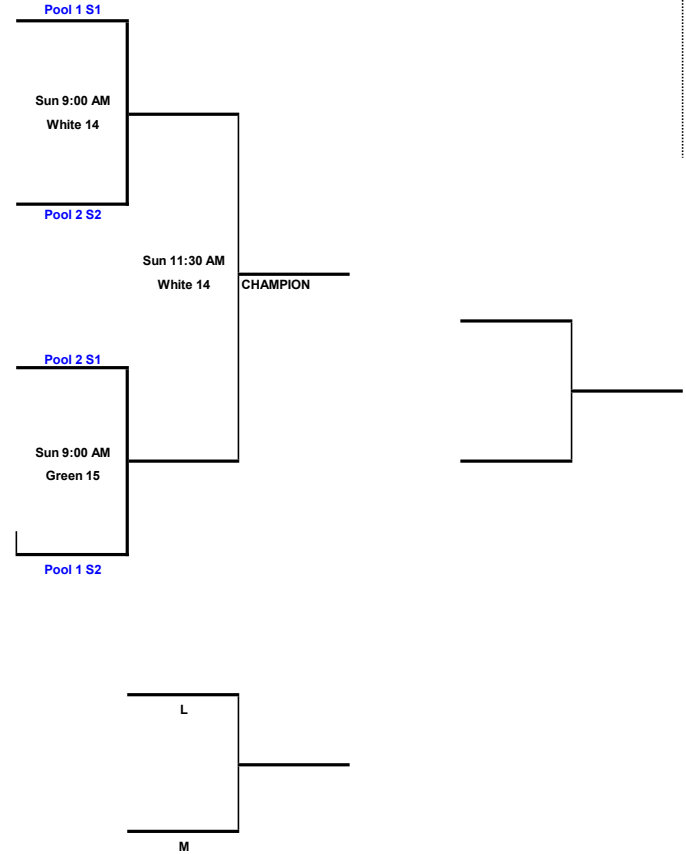 Pool 1 S1
Sun 9:00 AM
White 14
Pool 2 S2
Sun 11:30 AM
White 14
CHAMPION
Pool 2 S1
Sun 9:00 AM
Green 15
Pool 1 S2
L
M